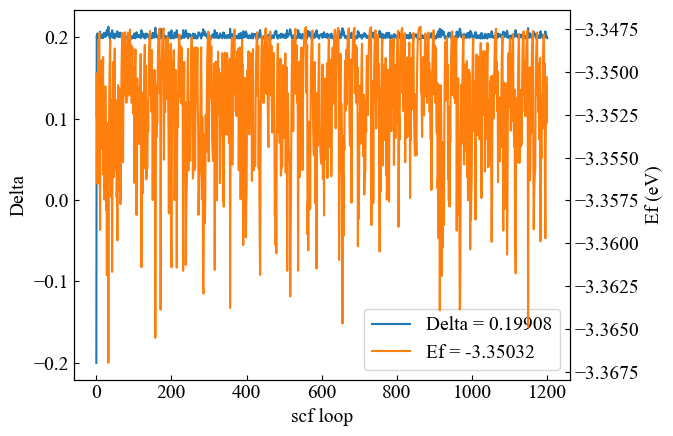 0.2
0.1
0.0
−0.1
−0.2
Delta
−3.3475
−3.3500
−3.3525
−3.3550
−3.3575
−3.3600
−3.3625
−3.3650
−3.3675
Ef (eV)
Delta = 0.19908
Ef = -3.35032
0 200 400 600 800 1000 1200
scf loop